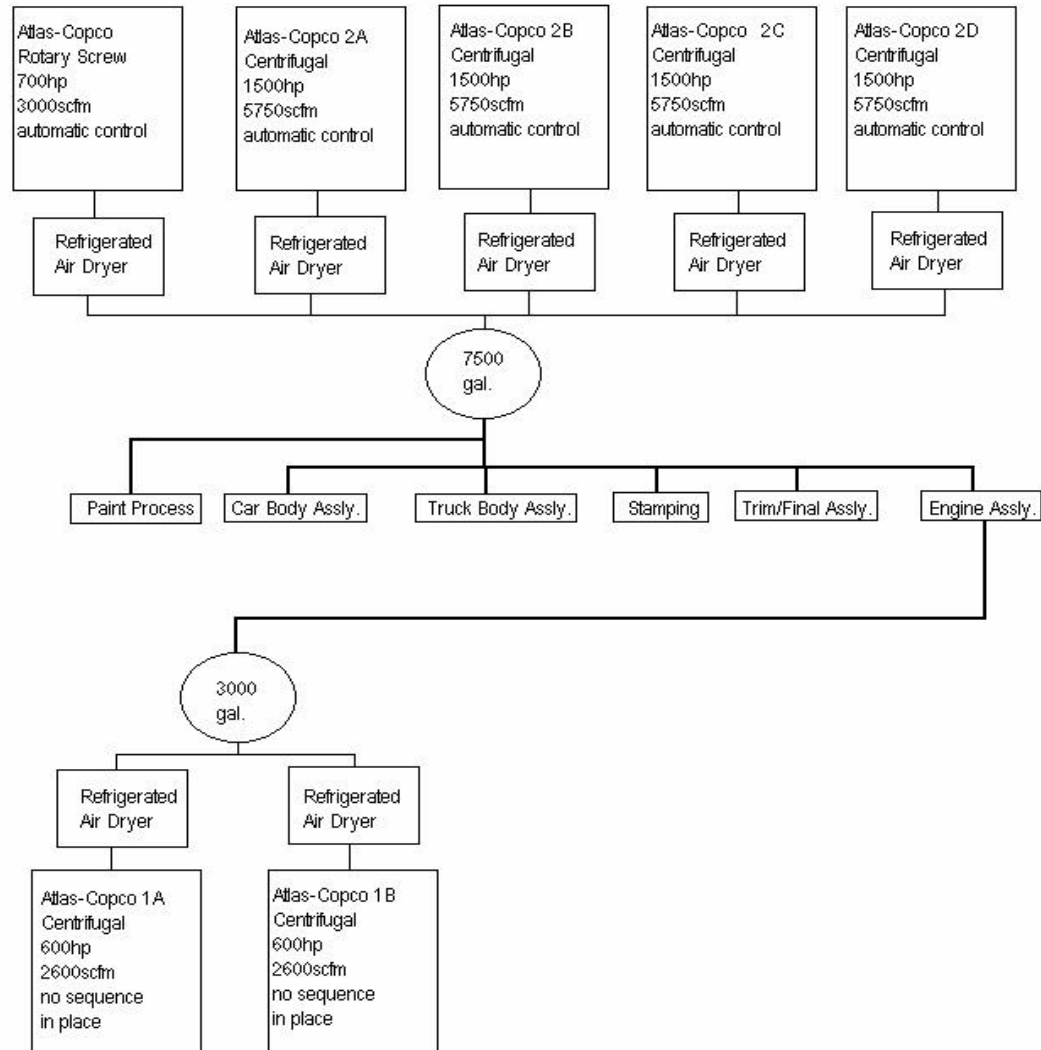 Atlas-Copco
Rotary Screw
700hp
3000scfm
automatic control
Atlas-Copco 2A
Centrifugal
1500hp
5750scfm
automatic control
Atlas-Copco 2B
Centrifugal
1500hp
5750scfm
automatic control
Atlas-Copco 2C
Centrifugal
1500hp
5750scfm
automatic control
Atlas-Copco 2D
Centrifugal
1500hp
5750scfm
automatic control
Refrigerated
Air Dryer
Refrigerated
Air Dryer
Refrigerated
Air Dryer
Refrigerated
Air Dryer
Refrigerated
Air Dryer
7500
gal.
Paint Process
Car Body Assly.
Truck Body Assly.
Stamping
Trim/Final Assly.
Engine Assly.
3000
gal.
Refrigerated
Air Dryer
Refrigerated
Air Dryer
Atlas-Copco 1A
Centrifugal
600hp
2600scfm
no sequence
in place
Atlas-Copco 1B
Centrifugal
600hp
2600scfm
no sequence
in place